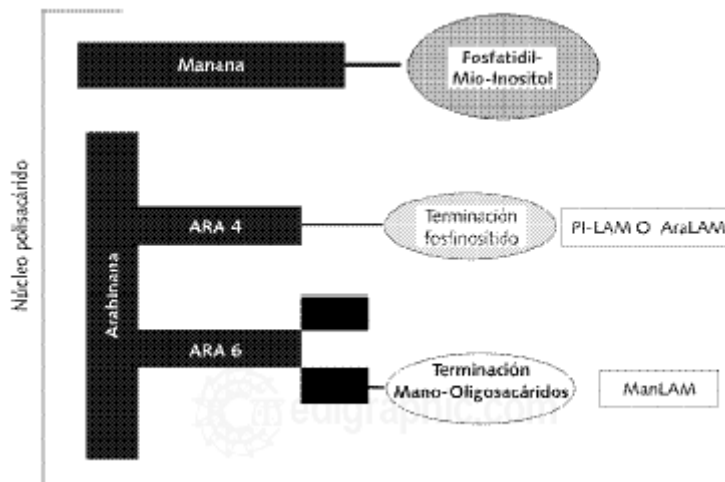 Núcleo polisacárido
Manana
Fosfatidil-
Mio-Inositol
Arabinana
ARA 4
Terminación
fosfinosítido
PI-LAM O AraLAM
ARA 6
Terminación
Mano-Oligosacáridos
ManLAM
medigraphic.com